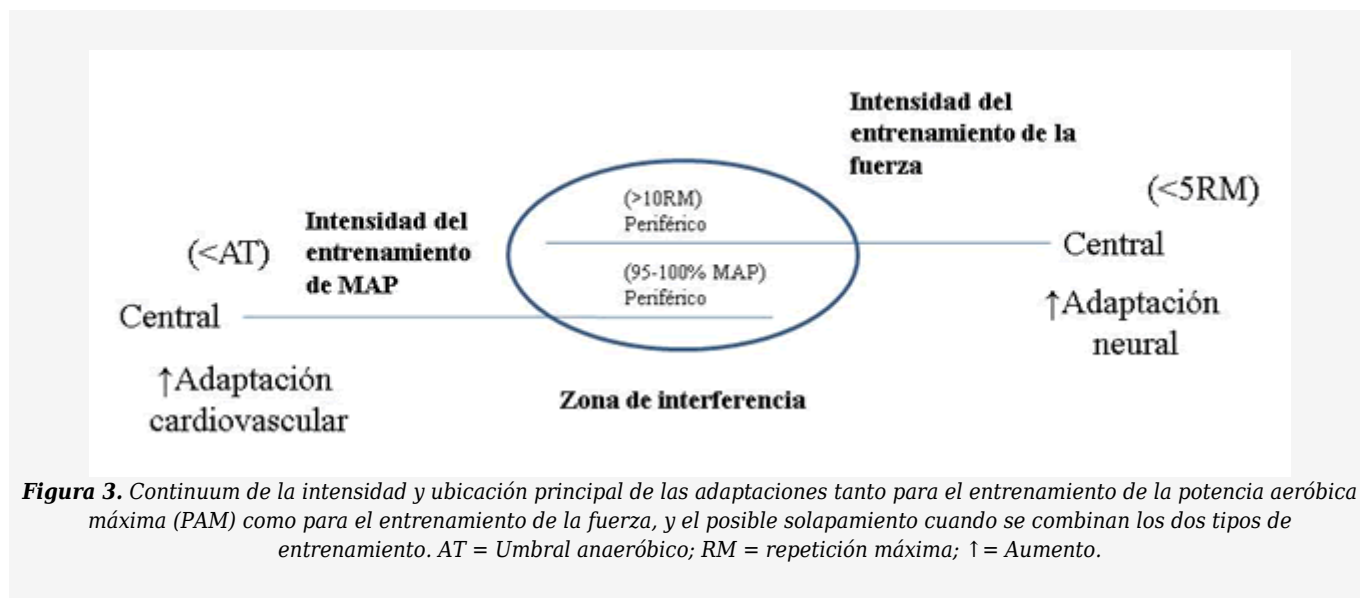 Intensidad del
entrenamiento de la
fuerza
(<5RM)
(>10RM)
Periférico
Intensidad del
entrenamiento
de MAP
(<AT)
Central
(95-100% MAP)
Periférico
Central
↑Adaptación
neural
↑Adaptación
cardiovascular
Zona de interferencia
Figura 3. Continuum de la intensidad y ubicación principal de las adaptaciones tanto para el entrenamiento de la potencia aeróbica
máxima (PAM) como para el entrenamiento de la fuerza, y el posible solapamiento cuando se combinan los dos tipos de
entrenamiento. AT = Umbral anaeróbico; RM = repetición máxima; ↑= Aumento.